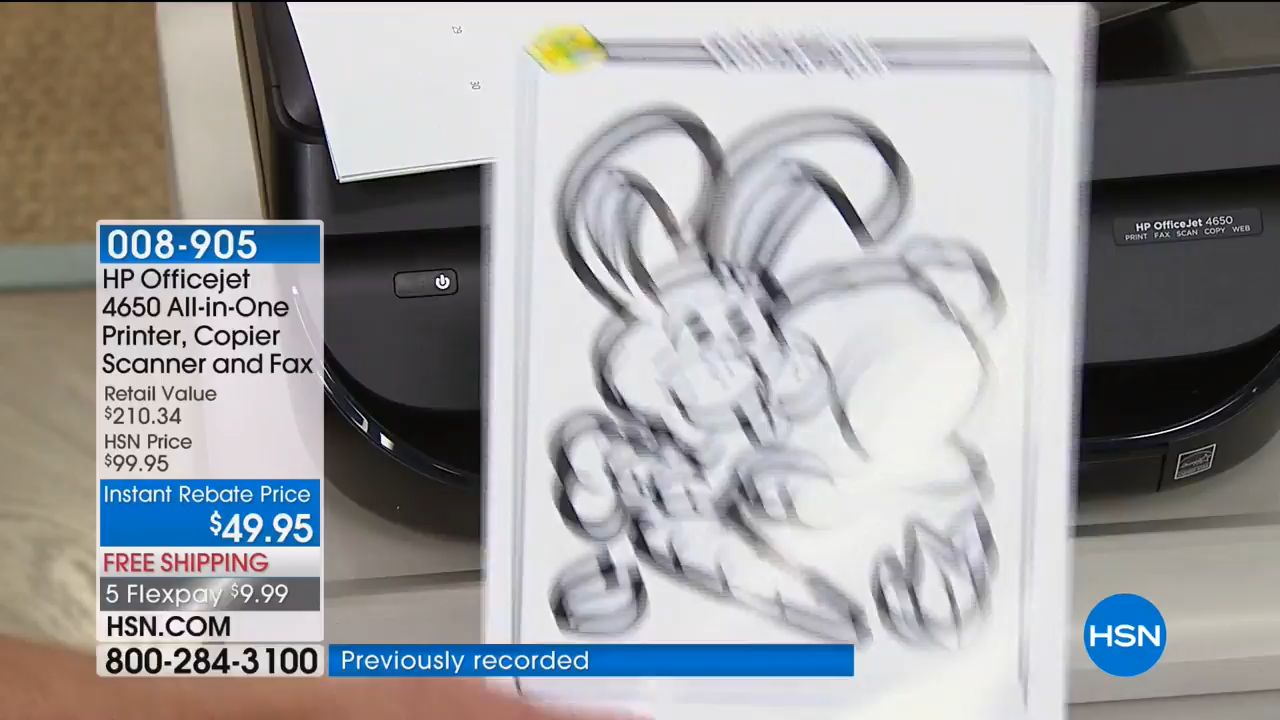 008-905
HP Officejet
4650 All-in-One
Printer, Copier
Scanner and Fax
Retail Value
$210.34
HSN Price
$99.95
Instant Rebate Price
$49.95
FREE SHIPPING
5 Flexpay $9.99
HSN.COM
800-284-3100
Previously recorded
HP OfficeJet 4650
PRINT FAX SCAN COPY WEB
HSN